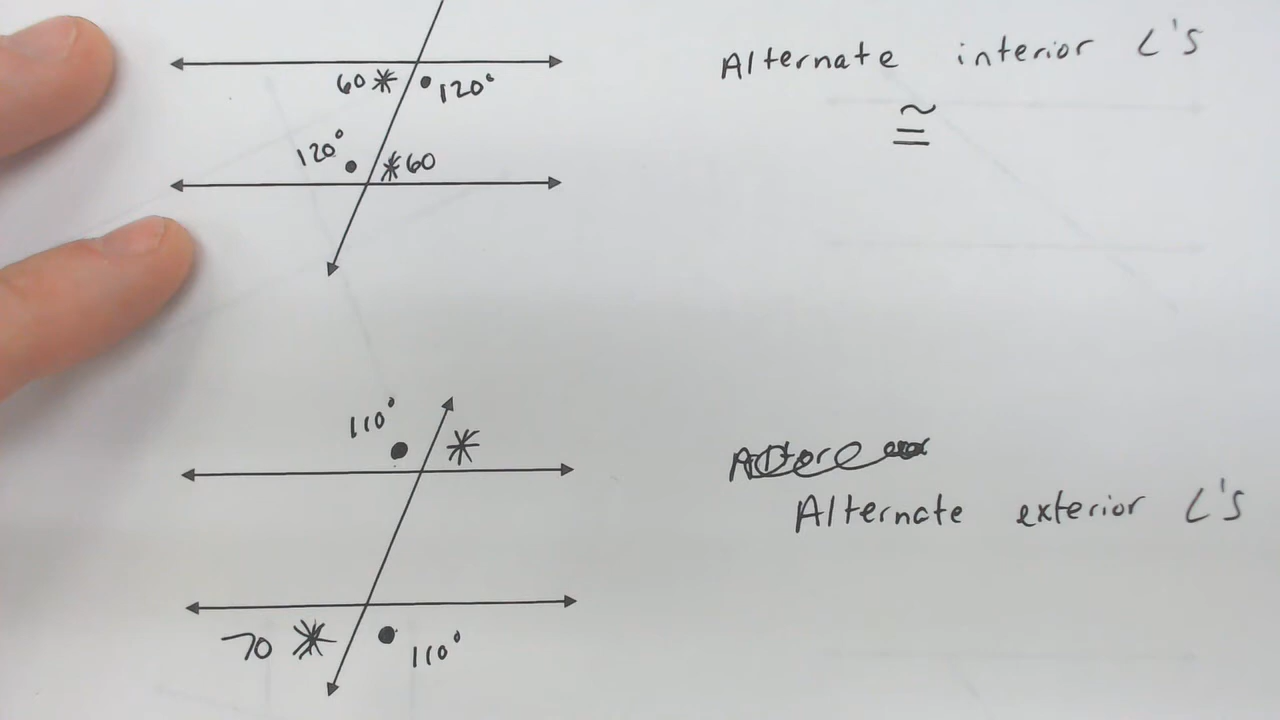 60 120°
120° 60
Alternate interior ∠'s
≅
110°
70 110°
Alternate exterior ∠'s